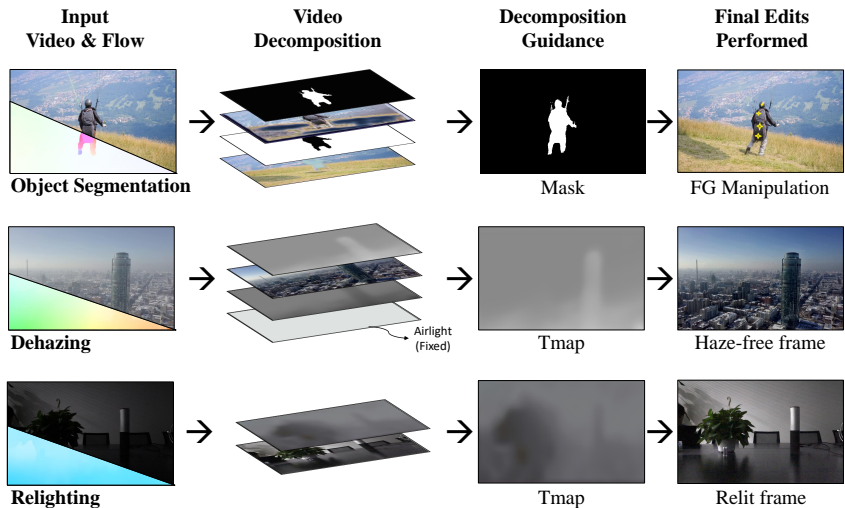 Input
Video & Flow
Video
Decomposition
Decomposition
Guidance
Final Edits
Performed
Object Segmentation
Mask
FG Manipulation
Airlight
(Fixed)
Dehazing
Tmap
Haze-free frame
Relighting
Tmap
Relit frame